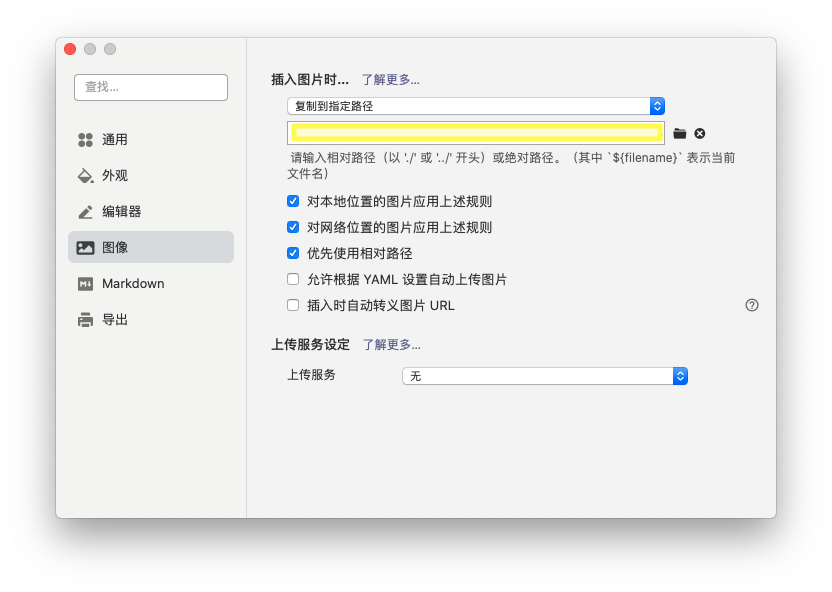 查找...
通用
外观
编辑器
图像
Markdown
导出
插入图片时... 了解更多...
复制到指定路径
请输入相对路径（以 './' 或 '../' 开头）或绝对路径。（其中 `${filename}` 表示当前
文件名）
对本地位置的图片应用上述规则
对网络位置的图片应用上述规则
优先使用相对路径
允许根据 YAML 设置自动上传图片
插入时自动转义图片 URL
上传服务设定 了解更多...
上传服务 无